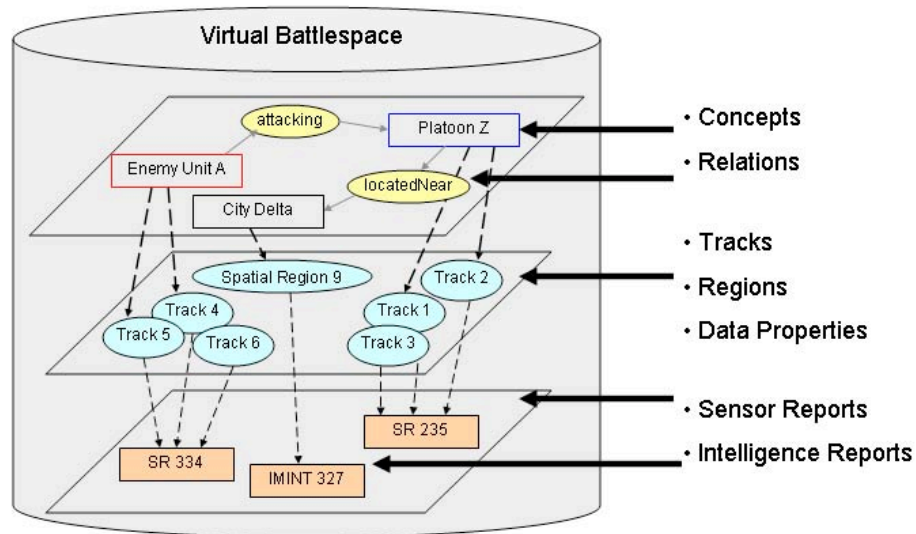 Virtual Battlespace
attacking
Platoon Z
Enemy Unit A
locatedNear
City Delta
• Concepts
• Relations
Spatial Region 9
Track 2
Track 4
Track 1
Track 5
Track 6
Track 3
• Tracks
• Regions
• Data Properties
SR 235
SR 334
IMINT 327
• Sensor Reports
• Intelligence Reports